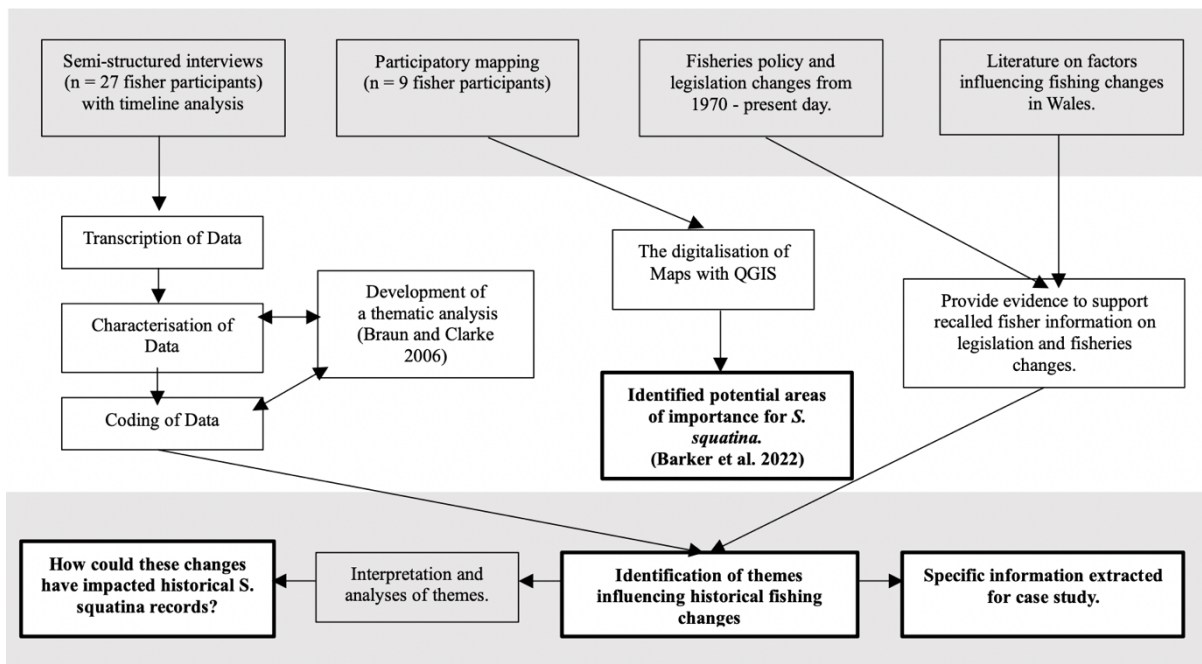 Semi-structured interviews
(n = 27 fisher participants)
with timeline analysis
Participatory mapping
(n = 9 fisher participants)
Fisheries policy and
legislation changes from
1970 - present day.
Literature on factors
influencing fishing changes
in Wales.
Transcription of Data
Characterisation of
Data
Coding of Data
Development of
a thematic analysis
(Braun and Clarke
2006)
The digitalisation of
Maps with QGIS
Identified potential areas
of importance for S.
squatina.
(Barker et al. 2022)
Provide evidence to support
recalled fisher information on
legislation and fisheries
changes.
How could these changes
have impacted historical S.
squatina records?
Interpretation and
analyses of themes.
Identification of themes
influencing historical fishing
changes
Specific information extracted
for case study.